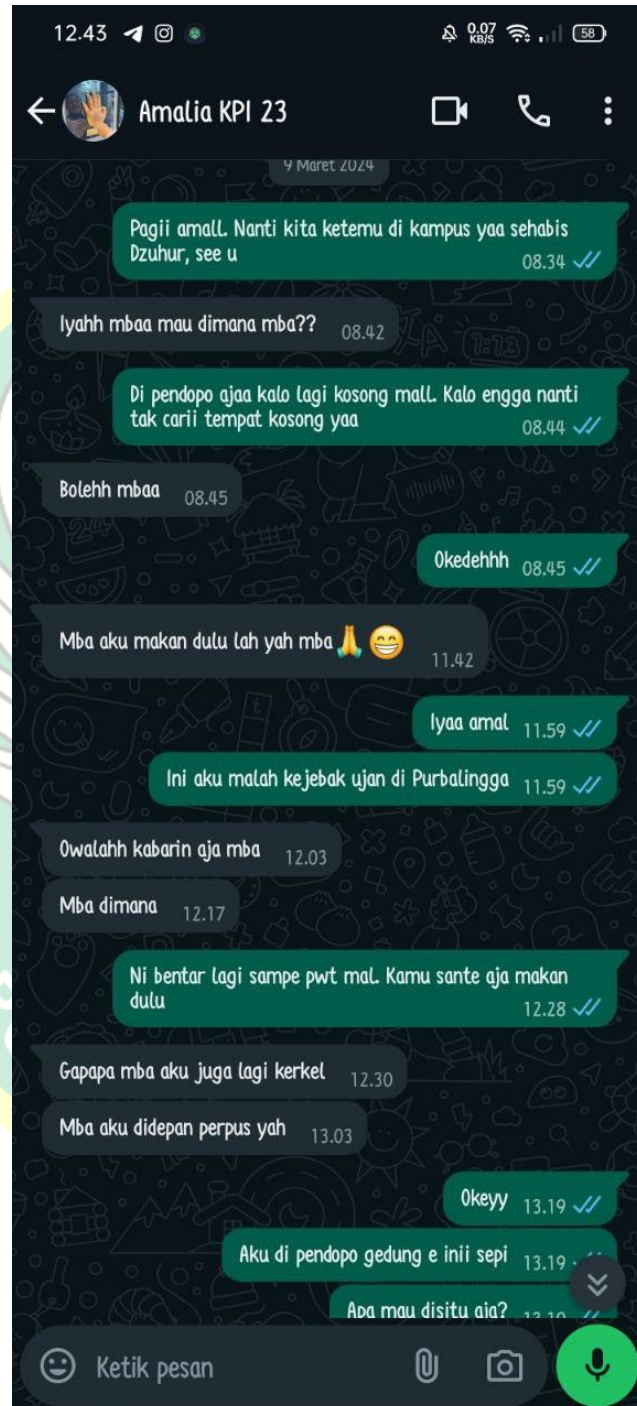 12.43
0.07 KB/S
58
Amalia KPI 23
9 Maret 2024
Pagii amall. Nanti kita ketemu di kampus yaa sehabis
Dzuhur, see u
08.34
Iyahh mbaa mau dimana mba??
08.42
Di pendopo ajaa kalo lagi kosong mall. Kalo engga nanti
tak carii tempat kosong yaa
08.44
Bolehh mbaa
08.45
Okedehhh
08.45
Mba aku makan dulu lah yah mba🙏😁
11.42
Iyaa amal
11.59
Ini aku malah kejebak ujan di Purbalingga
11.59
Owalahh kabarin aja mba
12.03
Mba dimana
12.17
Ni bentar lagi sampe pwt mal. Kamu sante aja makan
dulu
12.28
Gapapa mba aku juga lagi kerkel
12.30
Mba aku didepan perpus yah
13.03
Okeyy
13.19
Aku di pendopo gedung e inii sepi
13.19
Apa mau disitu aja?
13.19
Ketik pesan